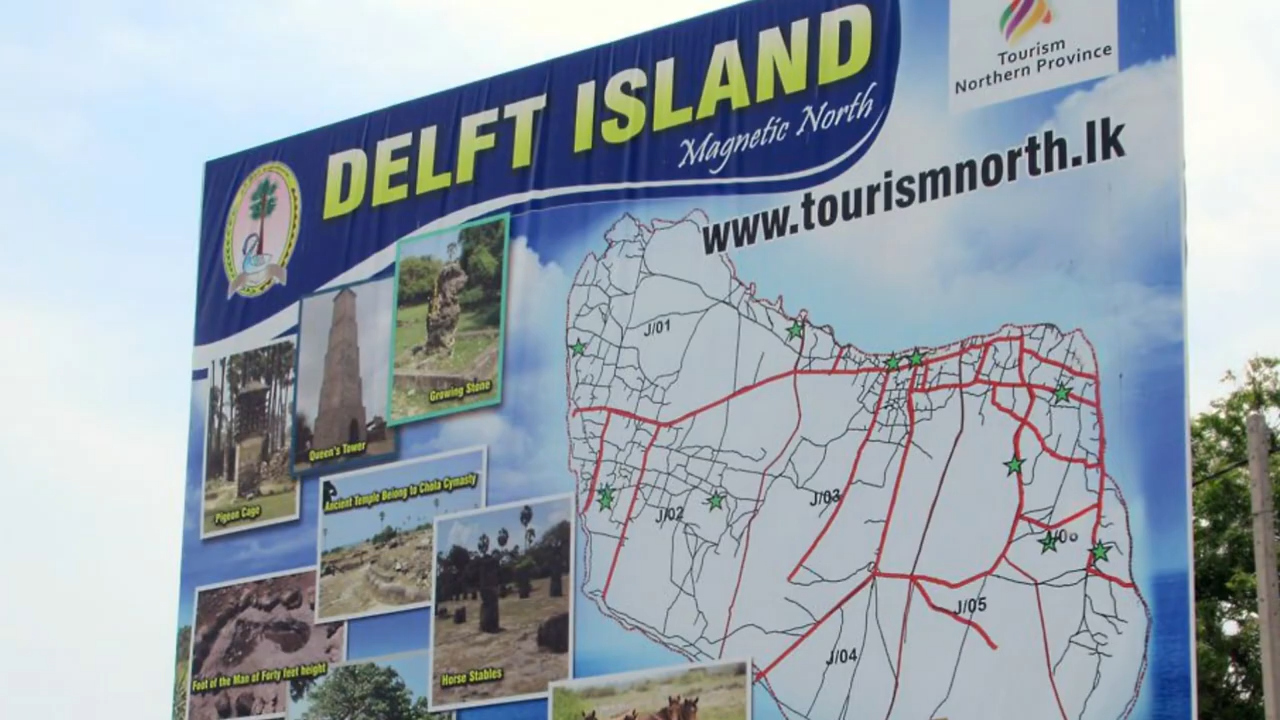 DELFT ISLAND
Magnetic North
Tourism
Northern Province
www.tourismnorth.lk
Growing Stone
Queen's Tower
Pigeon Cage
Ancient Temple Belong to Chola Cymasty
Horse Stables
Foot of the Man of Forty feet height
J/01
J/02
J/03
J/04
J/05